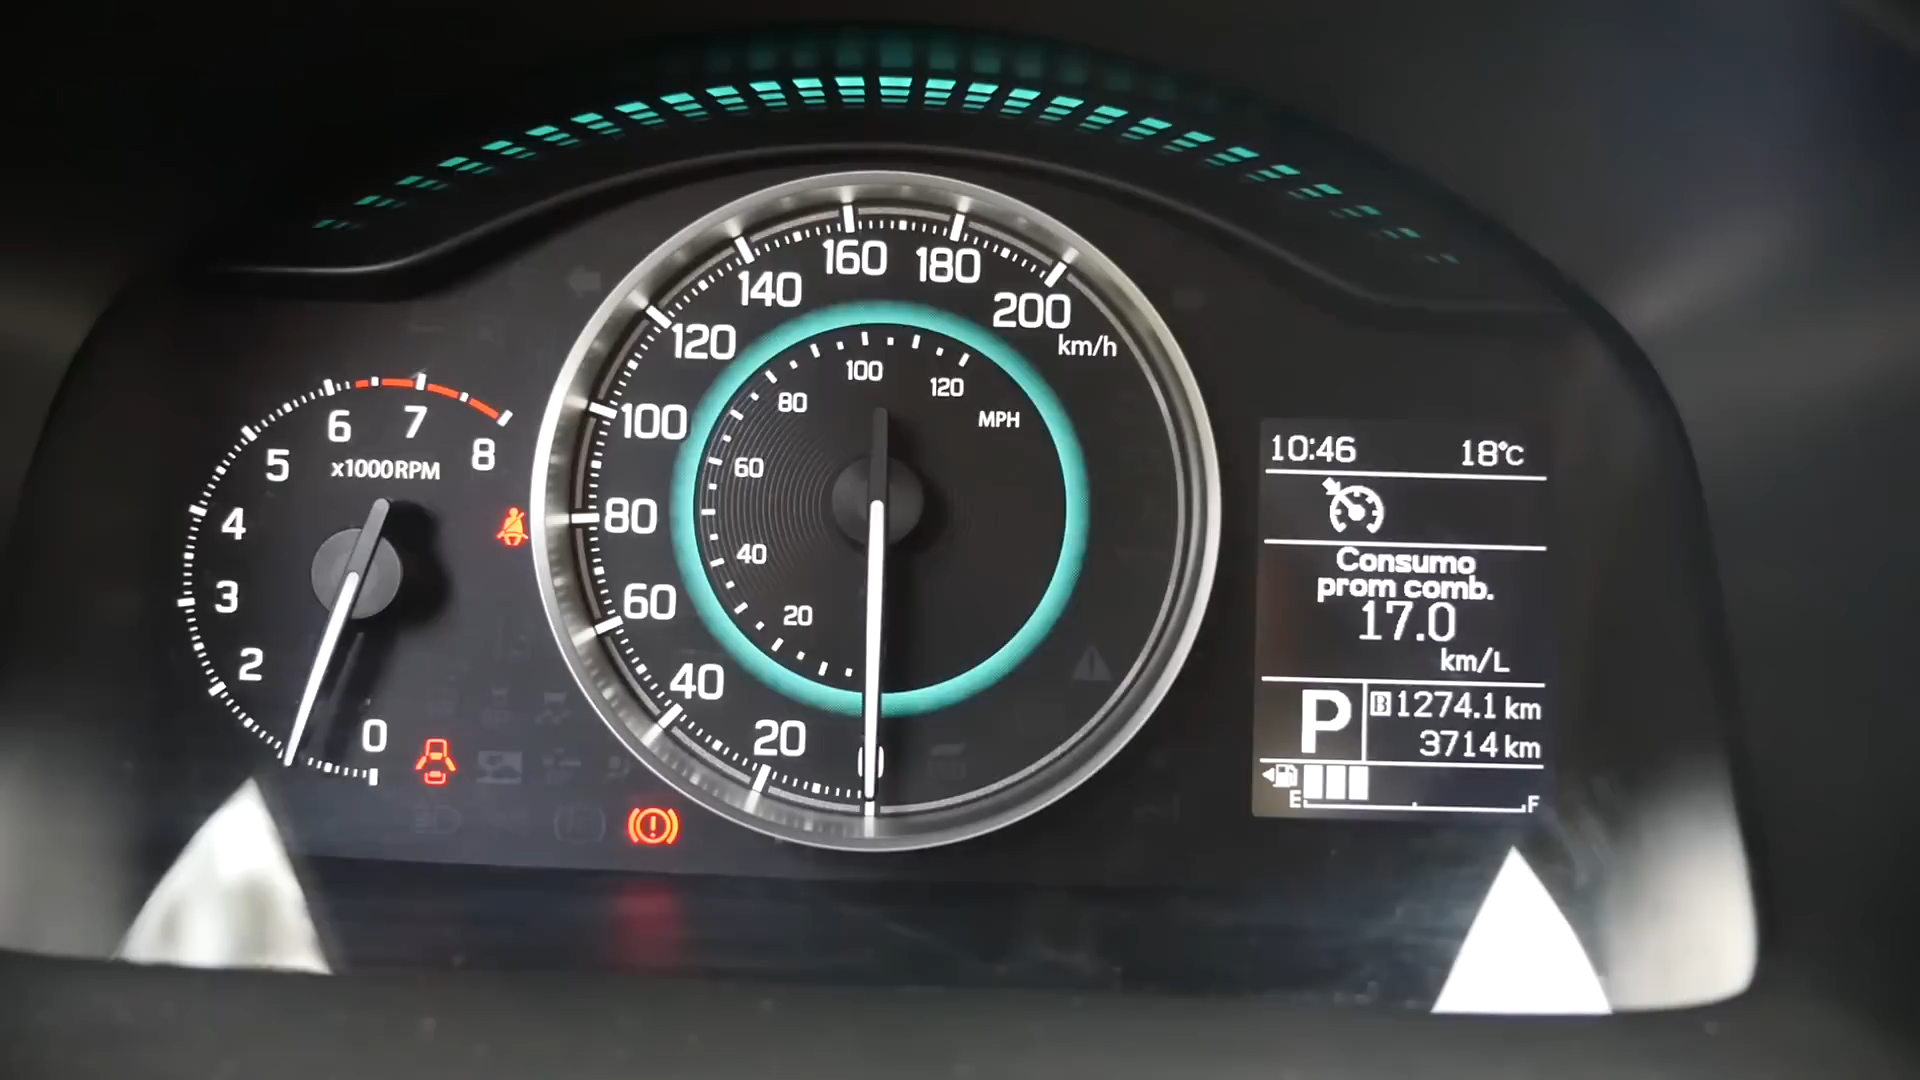 6
7
8
5
x1000RPM
4
3
2
0
160
180
140
200
120
km/h
100
80
60
40
20
100
120
80
MPH
60
40
20
10:46 18°C
Consumo
prom comb.
17.0
km/L
P B 1274.1 km
3714 km
E F